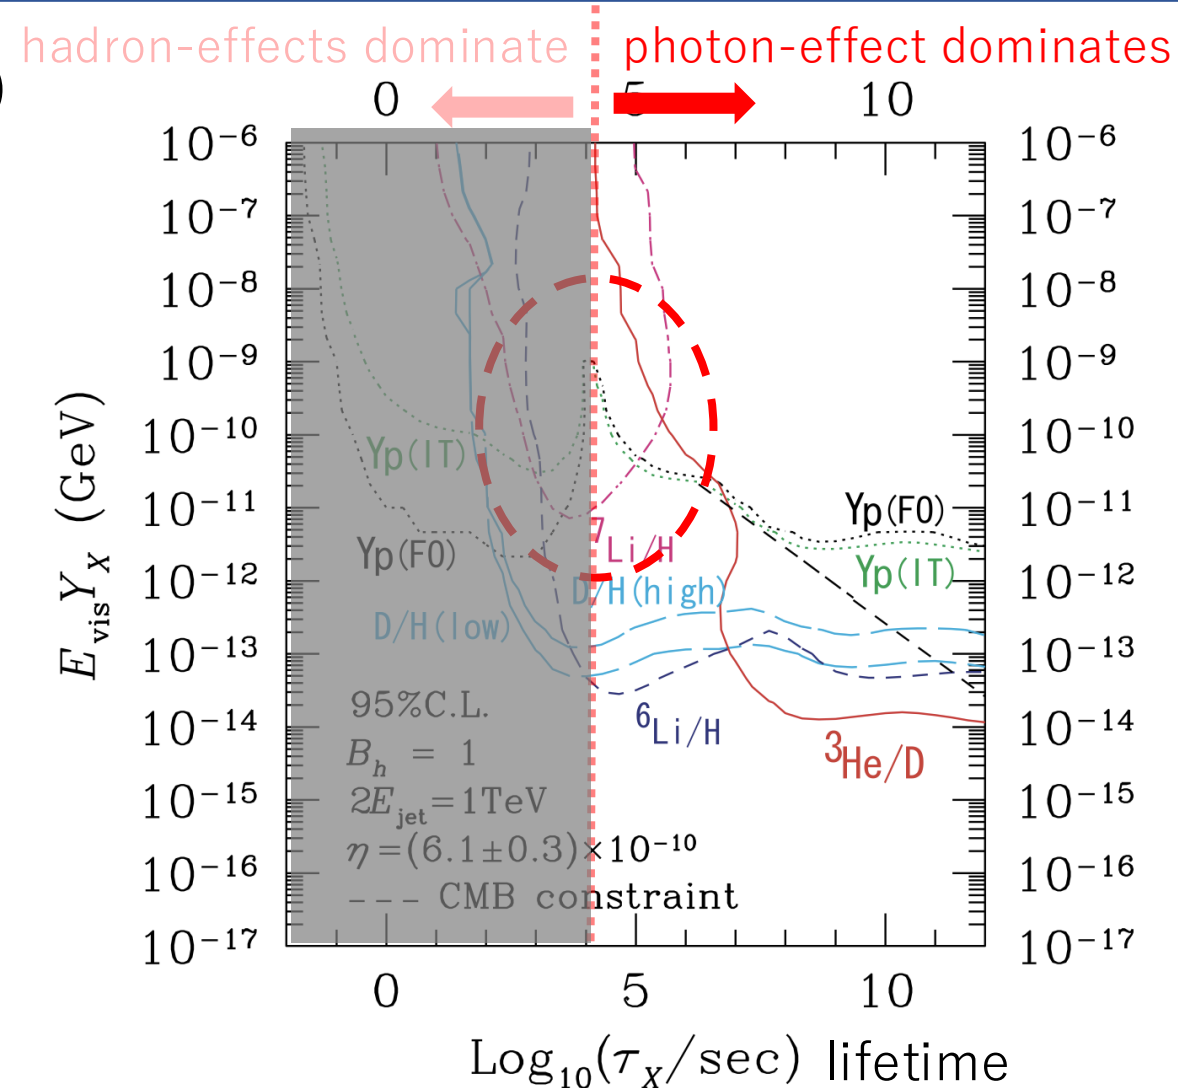 hadron-effects dominate
photon-effect dominates
)
0 5 10
10⁻⁶ 10⁻⁶
10⁻⁷ 10⁻⁷
10⁻⁸ 10⁻⁸
10⁻⁹ 10⁻⁹
10⁻¹⁰ 10⁻¹⁰
10⁻¹¹ 10⁻¹¹
10⁻¹² 10⁻¹²
10⁻¹³ 10⁻¹³
10⁻¹⁴ 10⁻¹⁴
10⁻¹⁵ 10⁻¹⁵
10⁻¹⁶ 10⁻¹⁶
10⁻¹⁷ 10⁻¹⁷
E_vis Y_X (GeV)
Yp(IT)
Yp(FO)
Yp(FO)
Yp(IT)
⁷Li/H
D/H(high)
D/H(low)
⁶Li/H
³He/D
95%C.L.
B_h = 1
2E_jet=1TeV
η=(6.1±0.3)×10⁻¹⁰
--- CMB constraint
0 5 10
Log₁₀(τ_X/sec) lifetime